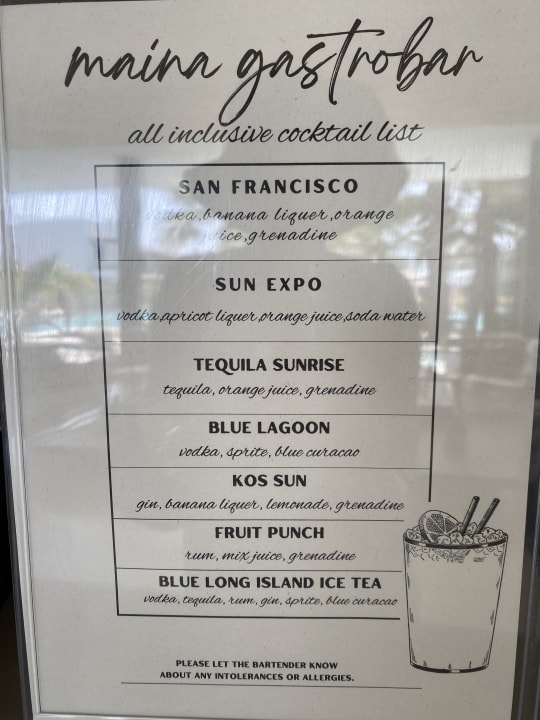 maina gastrobar
all inclusive cocktail list
SAN FRANCISCO
vodka,banana liquer,orange
juice,grenadine
SUN EXPO
vodka,apricot liquer,orange juice,soda water
TEQUILA SUNRISE
tequila, orange juice, grenadine
BLUE LAGOON
vodka, sprite, blue curacao
KOS SUN
gin, banana liquer, lemonade, grenadine
FRUIT PUNCH
rum, mix juice, grenadine
BLUE LONG ISLAND ICE TEA
vodka, tequila, rum, gin, sprite, blue curacao
PLEASE LET THE BARTENDER KNOW
ABOUT ANY INTOLERANCES OR ALLERGIES.